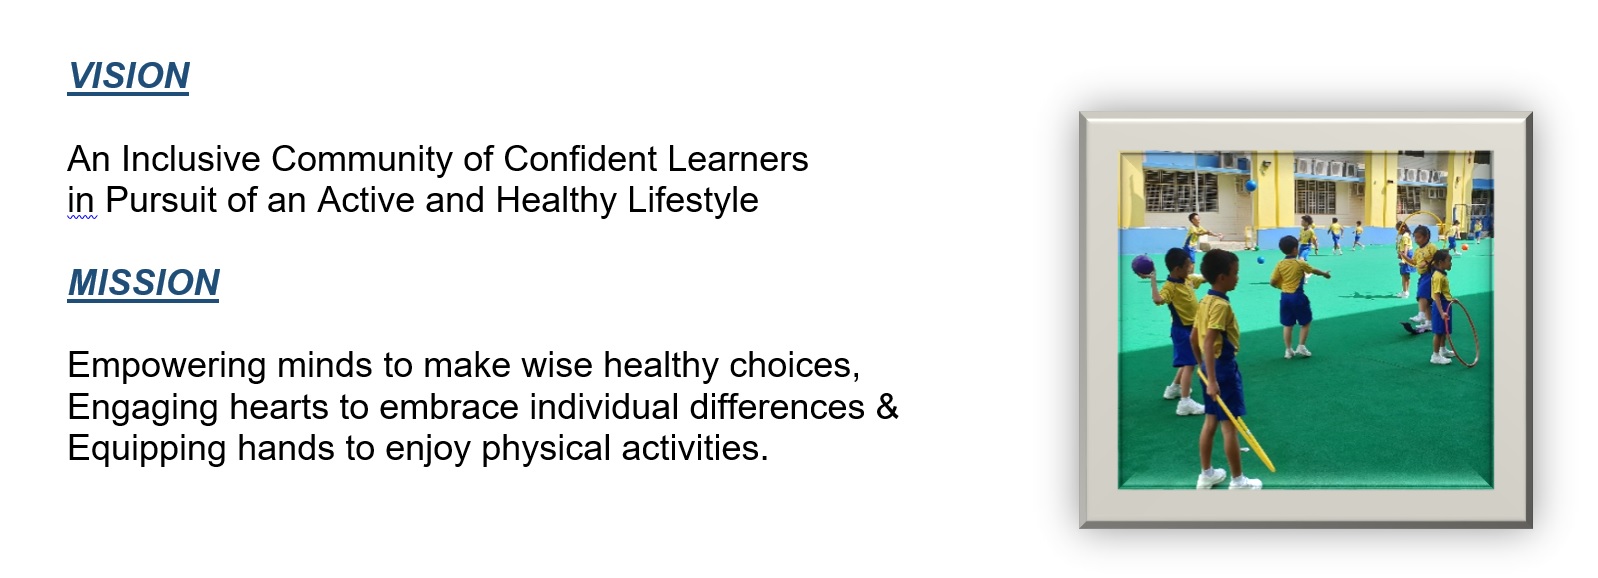 VISION
An Inclusive Community of Confident Learners
in Pursuit of an Active and Healthy Lifestyle
MISSION
Empowering minds to make wise healthy choices,
Engaging hearts to embrace individual differences &
Equipping hands to enjoy physical activities.